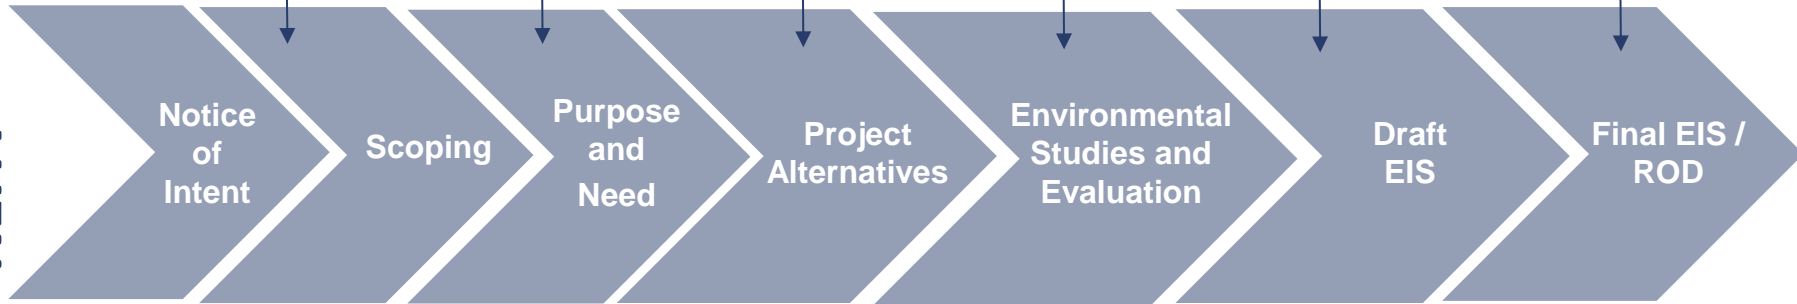 Notice
of
Intent
Scoping
Purpose
and
Need
Project
Alternatives
Environmental
Studies and
Evaluation
Draft
EIS
Final EIS /
ROD